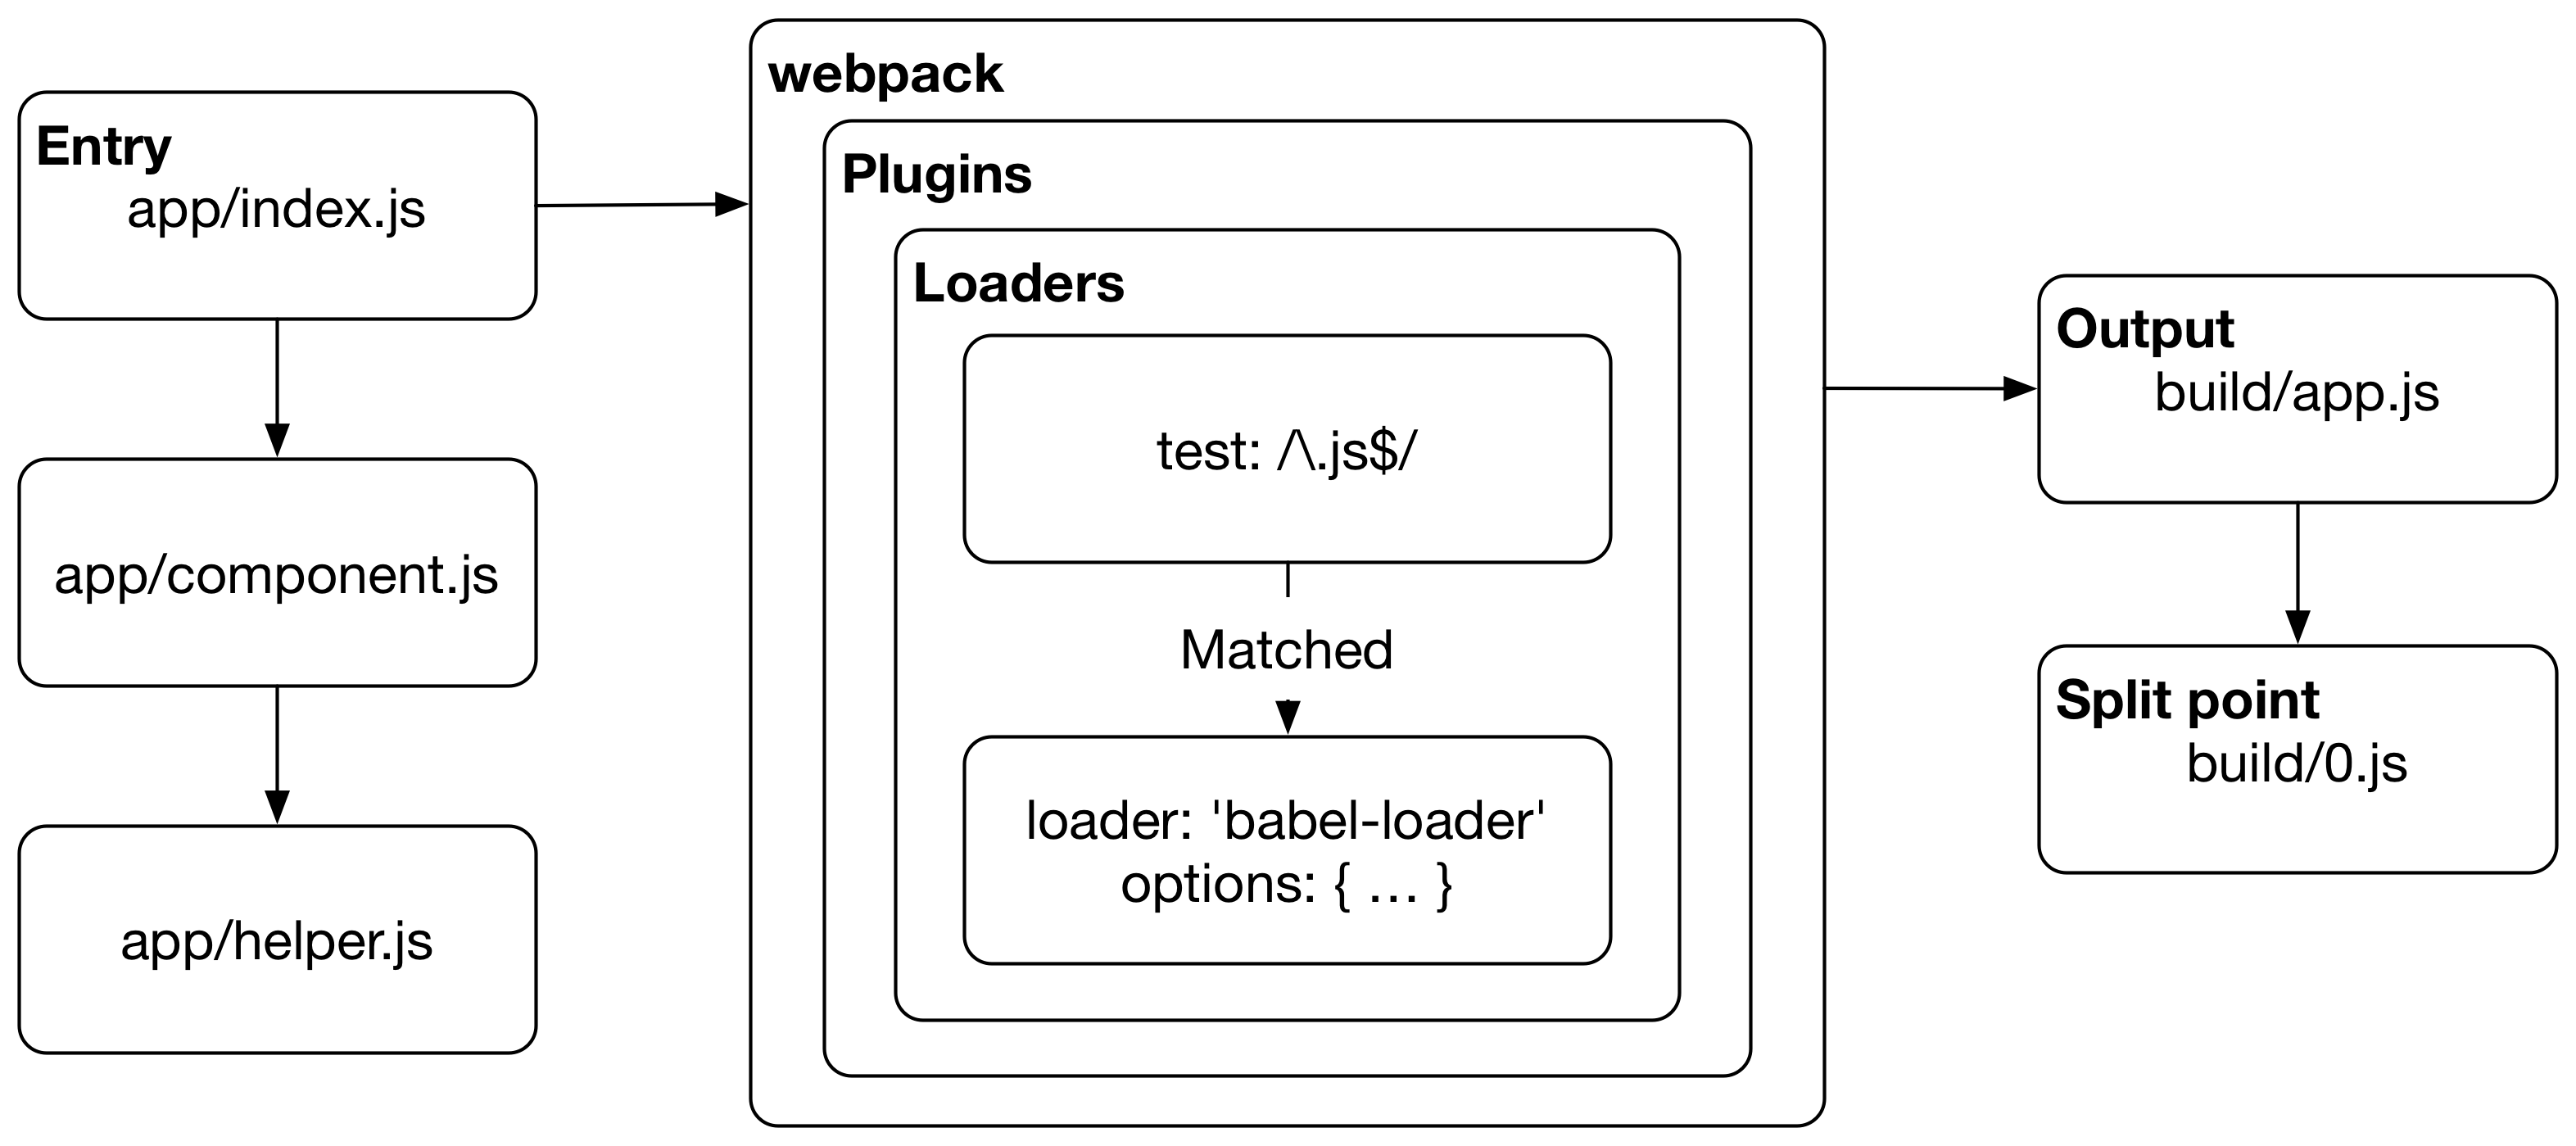 Entry
app/index.js
app/component.js
app/helper.js
webpack
Plugins
Loaders
test: /\.js$/
Matched
loader: 'babel-loader'
options: { … }
Output
build/app.js
Split point
build/0.js